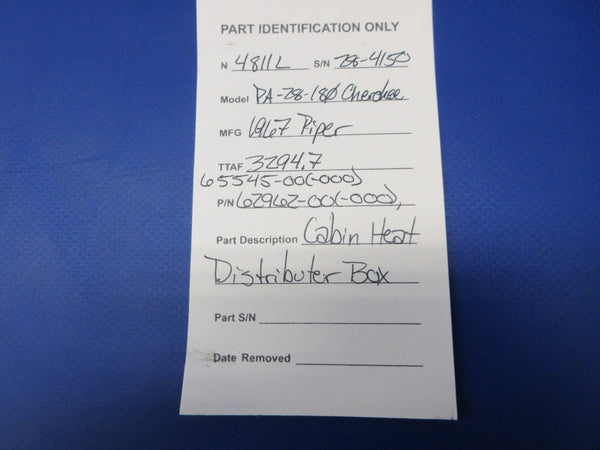 PART IDENTIFICATION ONLY
N 4811L S/N 28-4150
Model PA-28-180 Cherokee
MFG 1967 Piper
TTAF 3294.7
65545-00(-000)
P/N 62962-00(-000),
Part Description Cabin Heat
Distributer Box
Part S/N
Date Removed